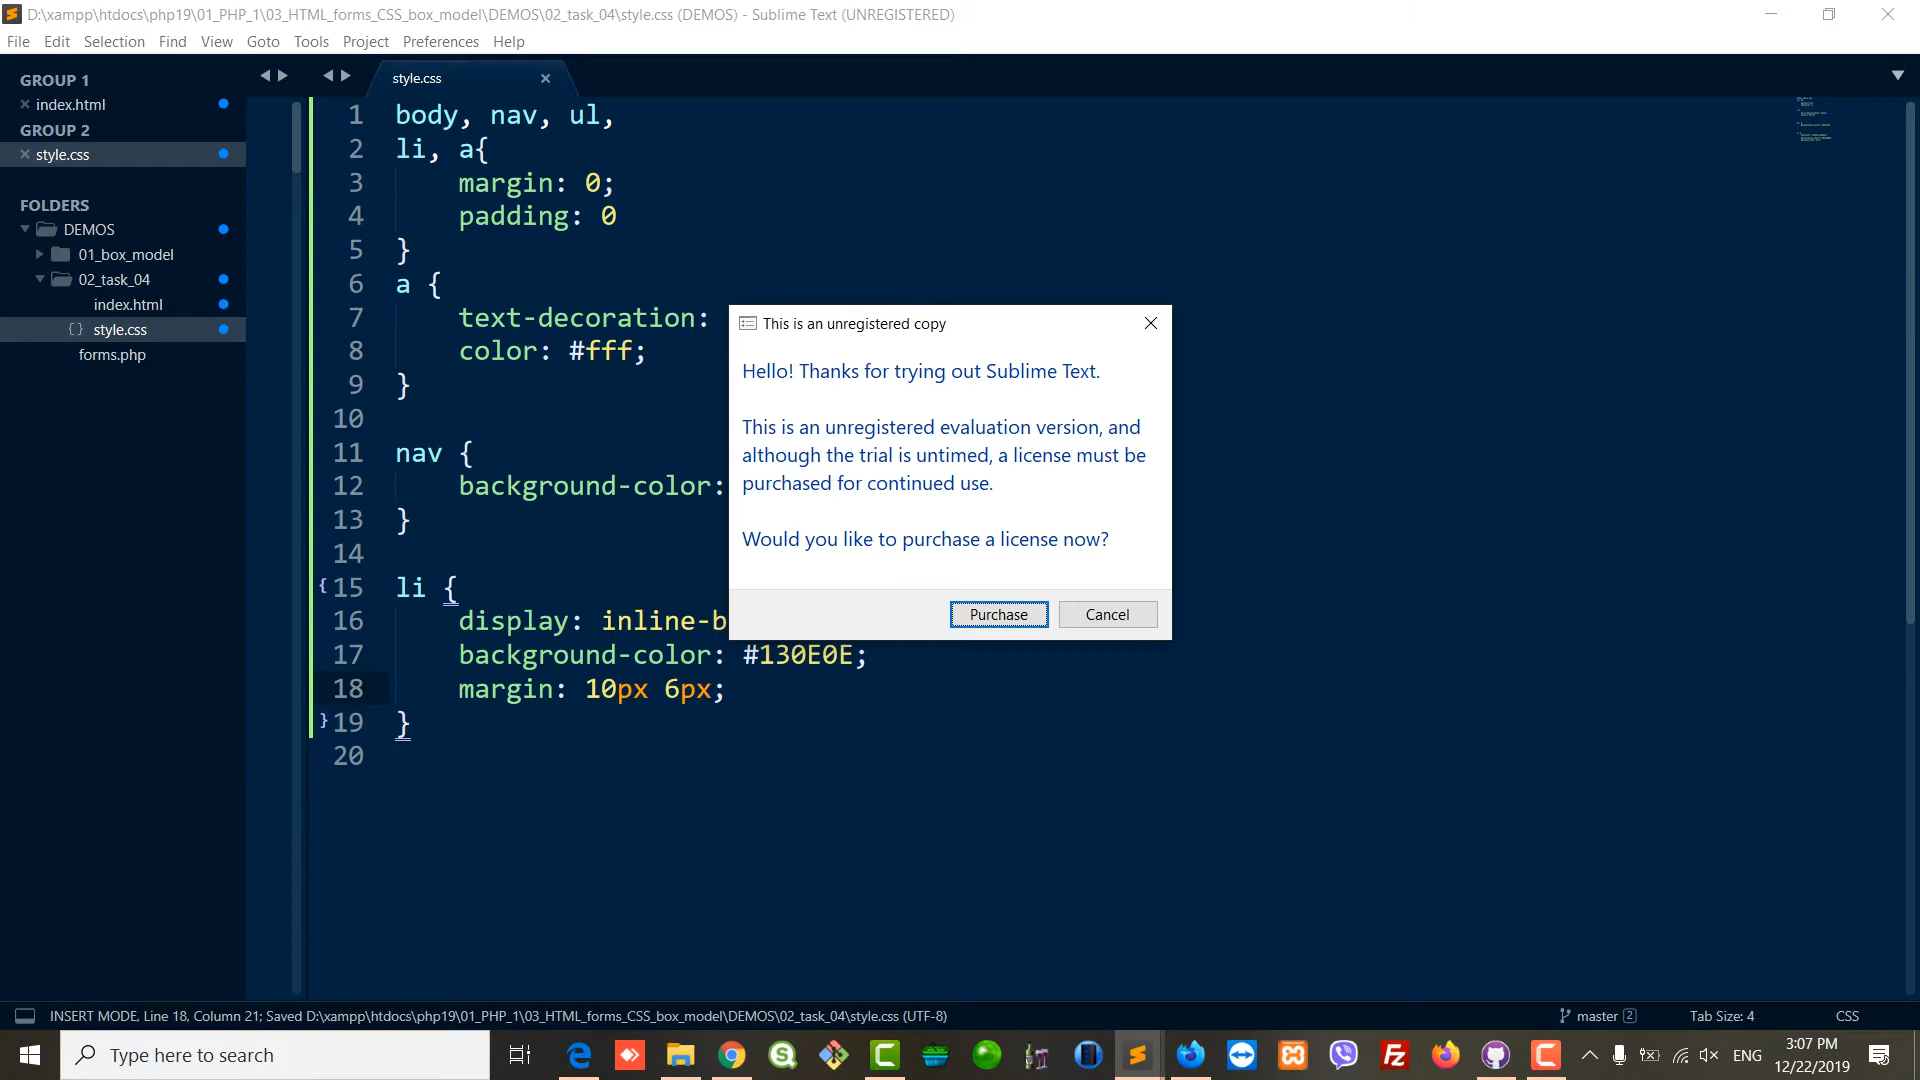 D:\xampp\htdocs\php19\01_PHP_1\03_HTML_forms_CSS_box_model\DEMOS\02_task_04\style.css (DEMOS) - Sublime Text (UNREGISTERED)
File Edit Selection Find View Goto Tools Project Preferences Help
GROUP 1
index.html
GROUP 2
style.css
FOLDERS
DEMOS
01_box_model
02_task_04
index.html
{} style.css
forms.php
style.css
1 body, nav, ul,
2 li, a{
3 margin: 0;
4 padding: 0
5 }
6 a {
7 text-decoration:
8 color: #fff;
9 }
10
11 nav {
12 background-color:
13 }
14
15 li {
16 display: inline-b
17 background-color: #130E0E;
18 margin: 10px 6px;
19 }
20
This is an unregistered copy
Hello! Thanks for trying out Sublime Text.
This is an unregistered evaluation version, and
although the trial is untimed, a license must be
purchased for continued use.
Would you like to purchase a license now?
Purchase Cancel
INSERT MODE, Line 18, Column 21; Saved D:\xampp\htdocs\php19\01_PHP_1\03_HTML_forms_CSS_box_model\DEMOS\02_task_04\style.css (UTF-8)
master 2
Tab Size: 4
CSS
Type here to search
ENG
3:07 PM
12/22/2019